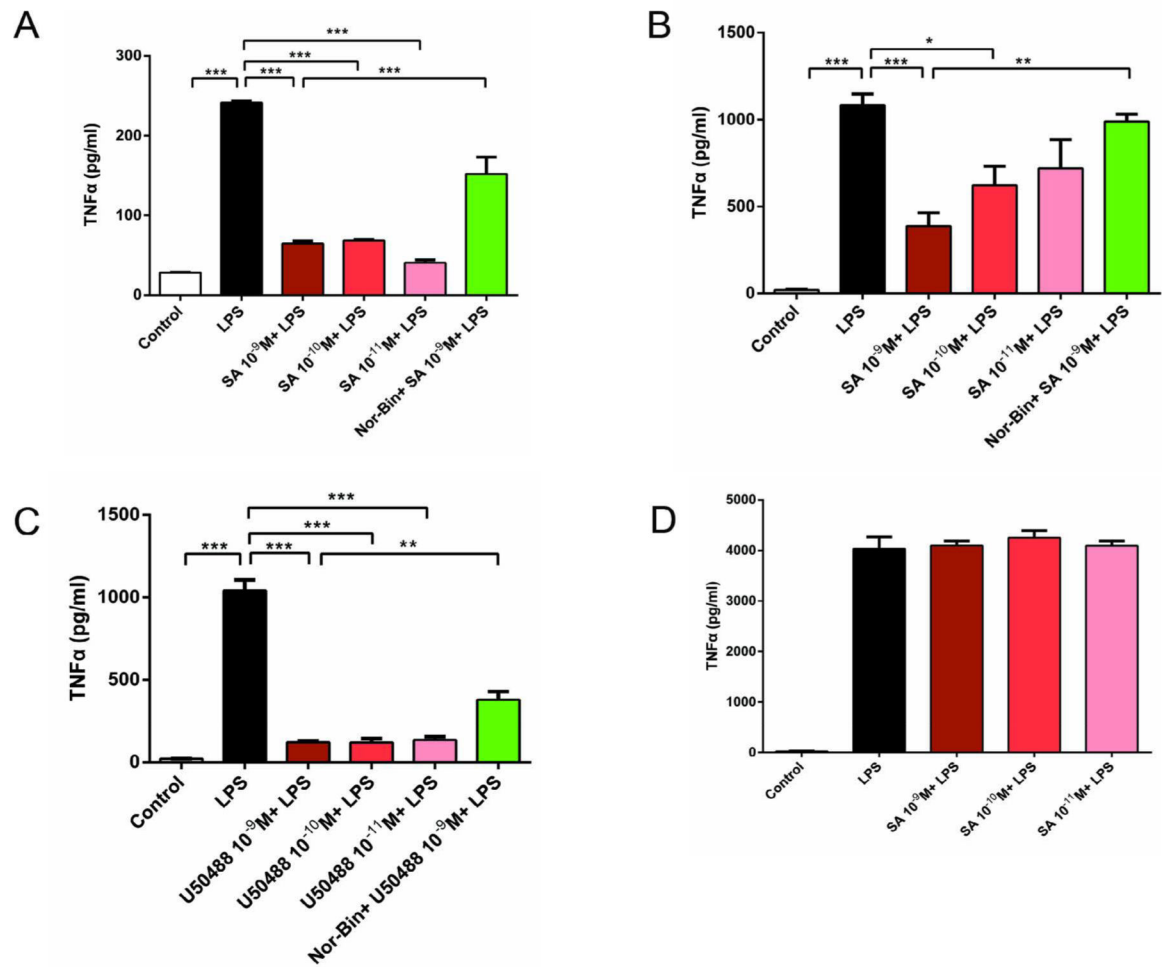 A
TNFα (pg/ml)
300
200
100
0
***
***
***
***
***
Control
LPS
SA 10⁻⁹M+ LPS
SA 10⁻¹⁰M+ LPS
SA 10⁻¹¹M+ LPS
Nor-Bin+ SA 10⁻⁹M+ LPS
B
TNFα (pg/ml)
1500
1000
500
0
*
***
***
**
Control
LPS
SA 10⁻⁹M+ LPS
SA 10⁻¹⁰M+ LPS
SA 10⁻¹¹M+ LPS
Nor-Bin+ SA 10⁻⁹M+ LPS
C
TNFα (pg/ml)
1500
1000
500
0
***
***
***
***
**
Control
LPS
U50488 10⁻⁹M+ LPS
U50488 10⁻¹⁰M+ LPS
U50488 10⁻¹¹M+ LPS
Nor-Bin+ U50488 10⁻⁹M+ LPS
D
TNFα (pg/ml)
5000
4000
3000
2000
1000
0
Control
LPS
SA 10⁻⁹M+ LPS
SA 10⁻¹⁰M+ LPS
SA 10⁻¹¹M+ LPS